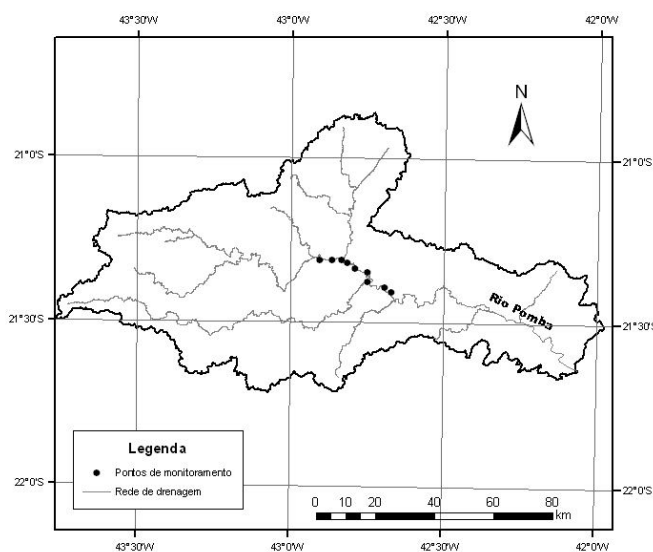 43°30'W 43°0'W 42°30'W 42°0'W
N
21°0'S 21°0'S
Rio Pomba
21°30'S 21°30'S
Legenda
Pontos de monitoramento
Rede de drenagem
22°0'S 22°0'S
0 10 20 40 60 80
km
43°30'W 43°0'W 42°30'W 42°0'W